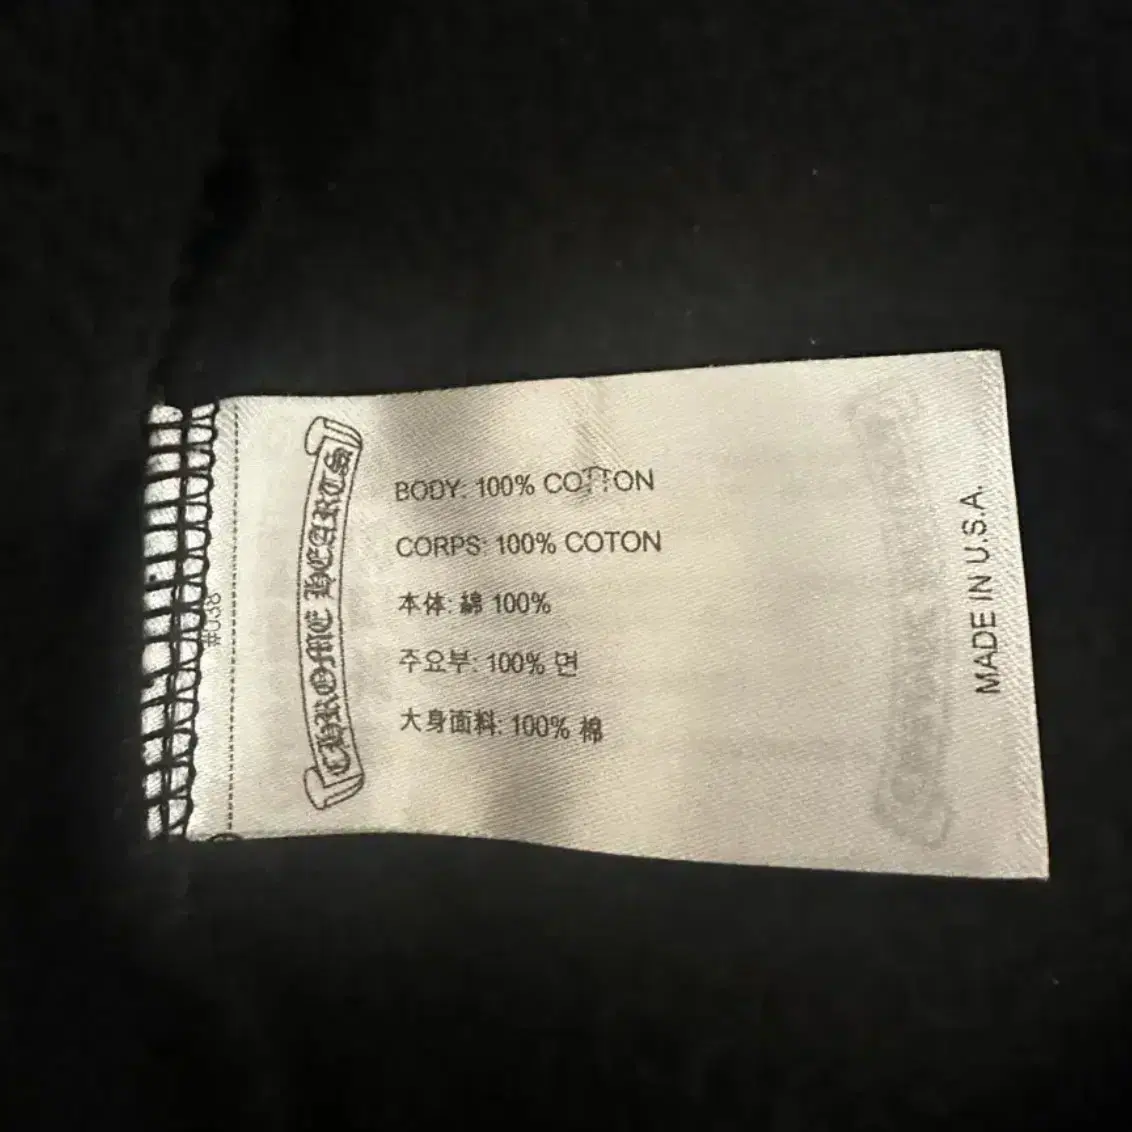 CHROME HEARTS
BODY: 100% COTTON
CORPS: 100% COTON
本体: 綿 100%
주요부: 100% 면
大身面料: 100% 棉
MADE IN U.S.A.
#038